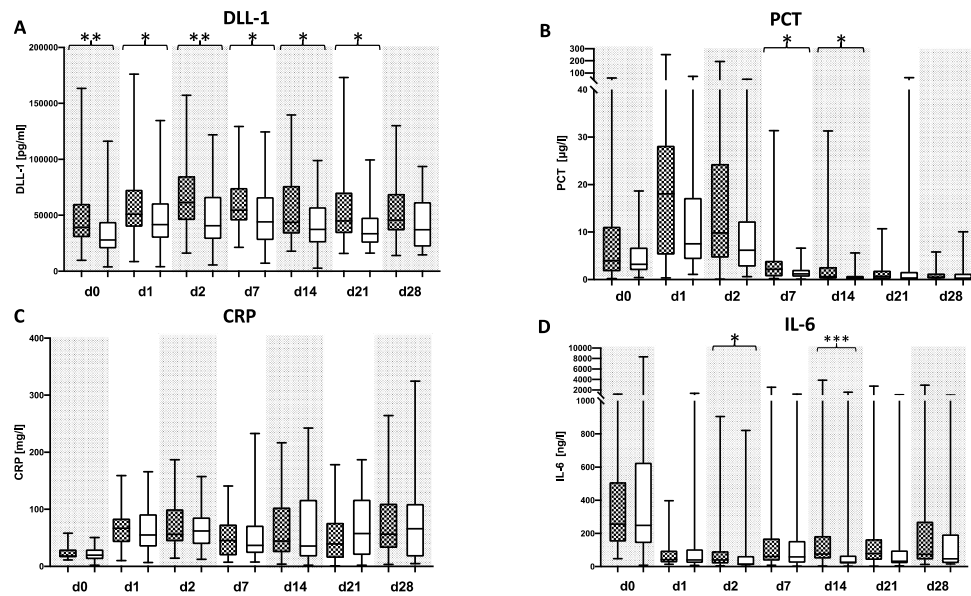 A
DLL-1
** * ** * * *
200000
150000
100000
50000
0
DLL-1 [pg/ml]
d0 d1 d2 d7 d14 d21 d28
B
PCT
* *
300
200
100
40
30
20
10
0
PCT [µg/l]
d0 d1 d2 d7 d14 d21 d28
C
CRP
400
300
200
100
0
CRP [mg/l]
d0 d1 d2 d7 d14 d21 d28
D
IL-6
* ***
10000
8000
6000
4000
2000
1000
800
600
400
200
0
IL-6 [ng/l]
d0 d1 d2 d7 d14 d21 d28